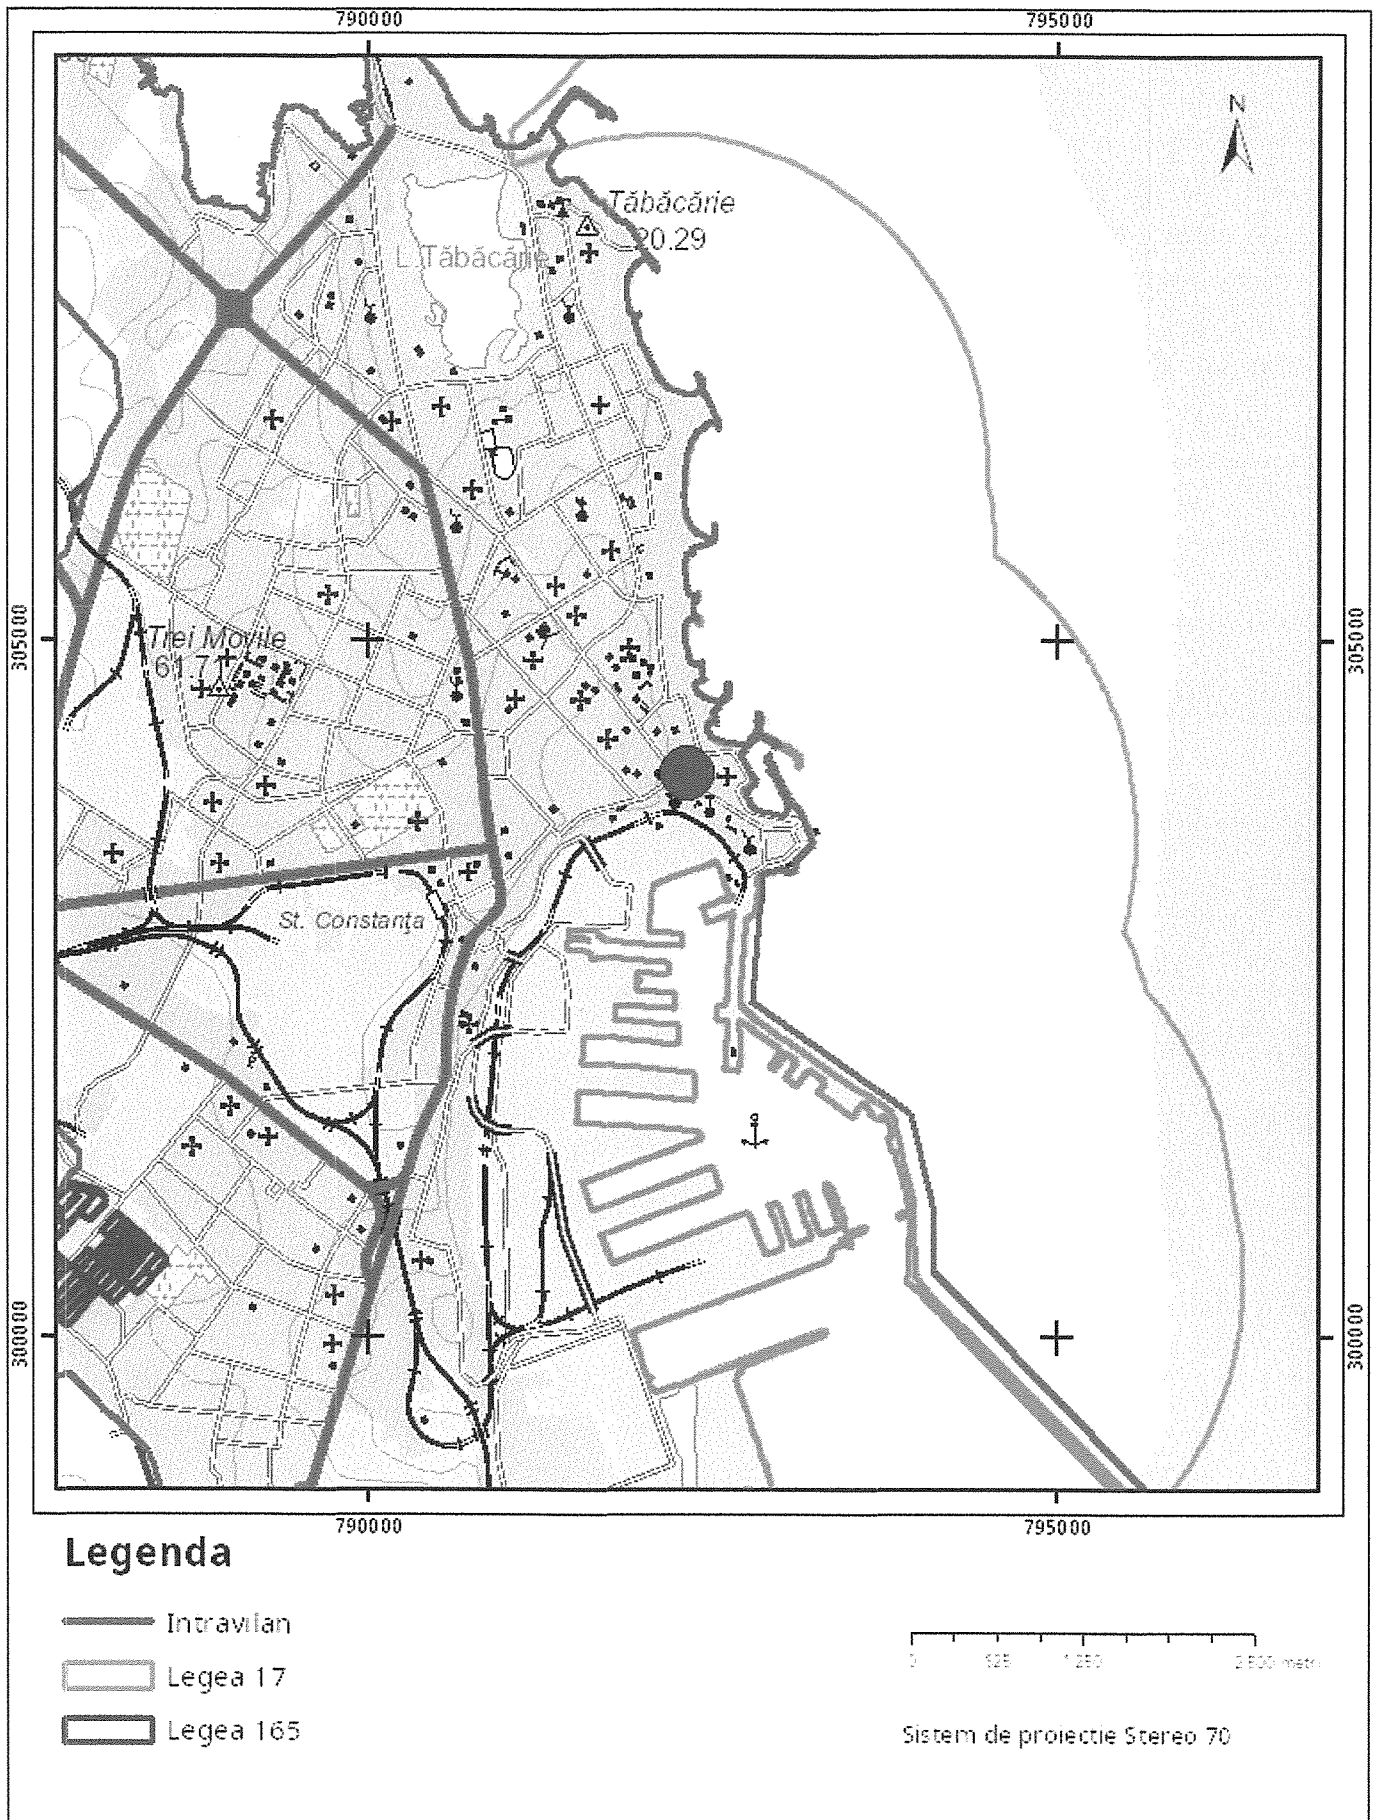 790000
795000
N
Tăbăcărie
20.29
L. Tăbăcărie
305000
305000
Trei Movile
61.71
St. Constanţa
300000
300000
790000
795000
Legenda
Intravilan
Legea 17
Legea 165
0 625 1 250 2 500 metri
Sistem de proiectie Stereo 70